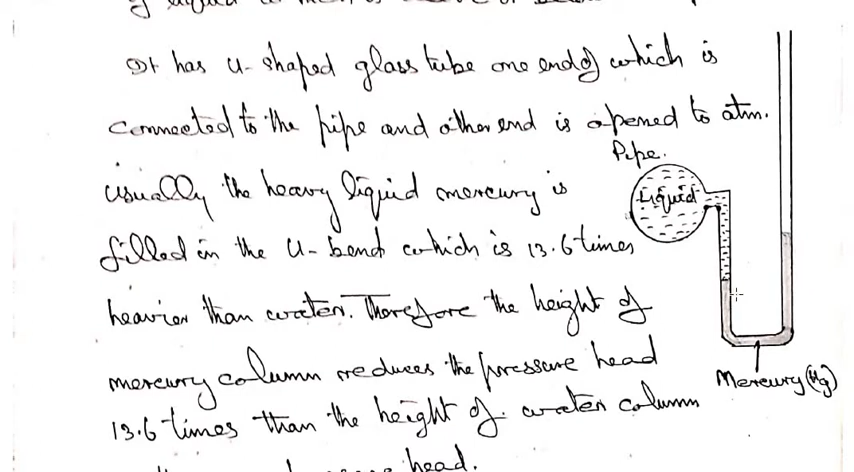 It has U-shaped glass tube one end of which is
connected to the pipe and other end is opened to atm.
Pipe.
usually the heavy liquid mercury is
Liquid
filled in the U-bend which is 13.6 times
heavier than water. Therefore the height of
mercury column reduces the pressure head
Mercury (Hg)
13.6 times than the height of water column
head.